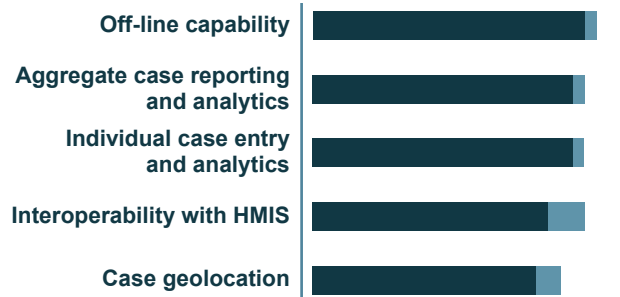 Off-line capability
Aggregate case reporting
and analytics
Individual case entry
and analytics
Interoperability with HMIS
Case geolocation